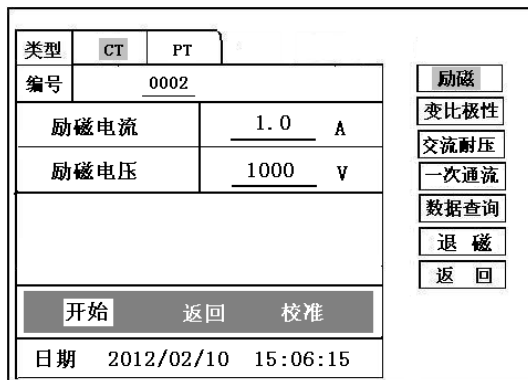 类型 CT PT
编号 0002
励磁电流 1.0 A
励磁电压 1000 V
开始 返回 校准
日期 2012/02/10 15:06:15
励磁
变比极性
交流耐压
一次通流
数据查询
退 磁
返 回